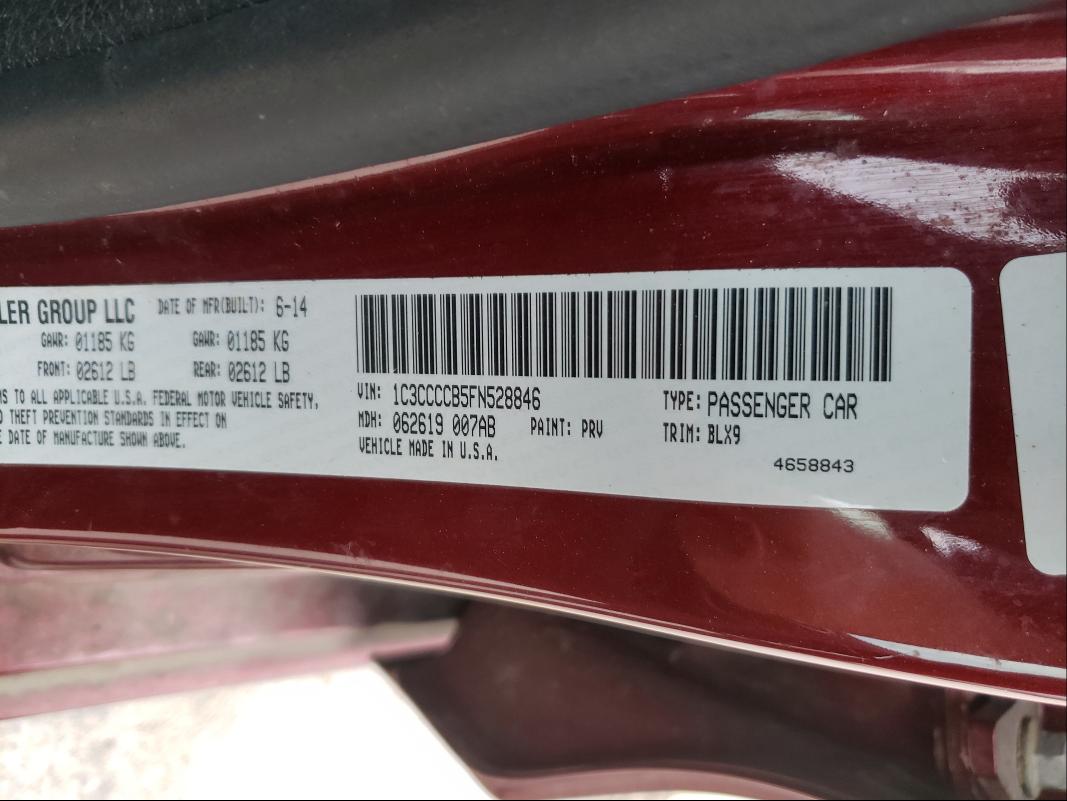 LER GROUP LLC DATE OF MFR(BUILT): 6-14
GAWR: 01185 KG GAWR: 01185 KG
FRONT: 02612 LB REAR: 02612 LB
NS TO ALL APPLICABLE U.S.A. FEDERAL MOTOR VEHICLE SAFETY,
D THEFT PREVENTION STANDARDS IN EFFECT ON
E DATE OF MANUFACTURE SHOWN ABOVE.
VIN: 1C3CCCCB5FN528846 TYPE: PASSENGER CAR
MDH: 062619 007AB PAINT: PRV TRIM: BLX9
VEHICLE MADE IN U.S.A.
4658843